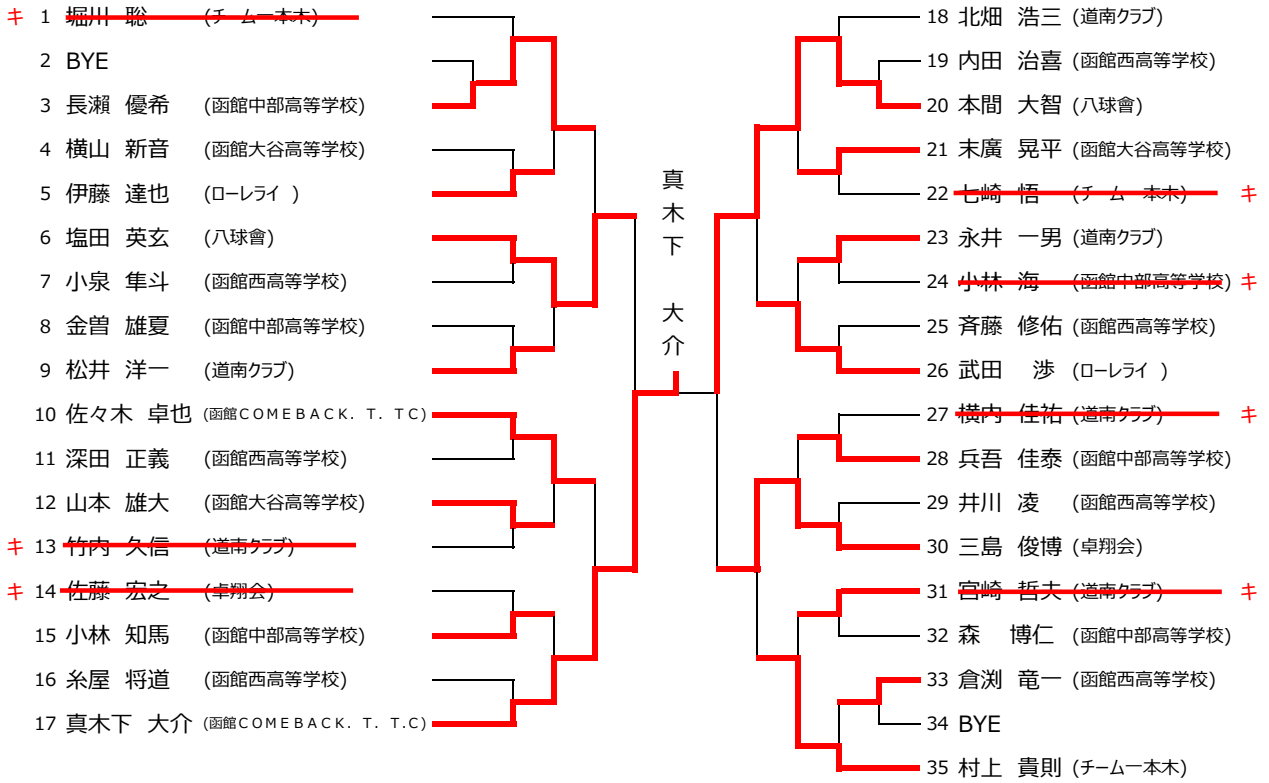 キ 1 堀川 聡 (チーム一本木)
2 BYE
3 長瀨 優希 (函館中部高等学校)
4 横山 新音 (函館大谷高等学校)
5 伊藤 達也 (ローレライ )
6 塩田 英玄 (八球會)
7 小泉 隼斗 (函館西高等学校)
8 金曽 雄夏 (函館中部高等学校)
9 松井 洋一 (道南クラブ)
10 佐々木 卓也 (函館COMEBACK. T. TC)
11 深田 正義 (函館西高等学校)
12 山本 雄大 (函館大谷高等学校)
キ 13 竹内 久信 (道南クラブ)
キ 14 佐藤 宏之 (卓翔会)
15 小林 知馬 (函館中部高等学校)
16 糸屋 将道 (函館西高等学校)
17 真木下 大介 (函館COMEBACK. T. T.C)
真木下 大介
18 北畑 浩三 (道南クラブ)
19 内田 治喜 (函館西高等学校)
20 本間 大智 (八球會)
21 末廣 晃平 (函館大谷高等学校)
22 七崎 悟 (チーム一本木) キ
23 永井 一男 (道南クラブ)
24 小林 海 (函館中部高等学校) キ
25 斉藤 修佑 (函館西高等学校)
26 武田 渉 (ローレライ )
27 横内 佳祐 (道南クラブ) キ
28 兵吾 佳泰 (函館中部高等学校)
29 井川 凌 (函館西高等学校)
30 三島 俊博 (卓翔会)
31 宮崎 哲夫 (道南クラブ) キ
32 森 博仁 (函館中部高等学校)
33 倉渕 竜一 (函館西高等学校)
34 BYE
35 村上 貴則 (チーム一本木)